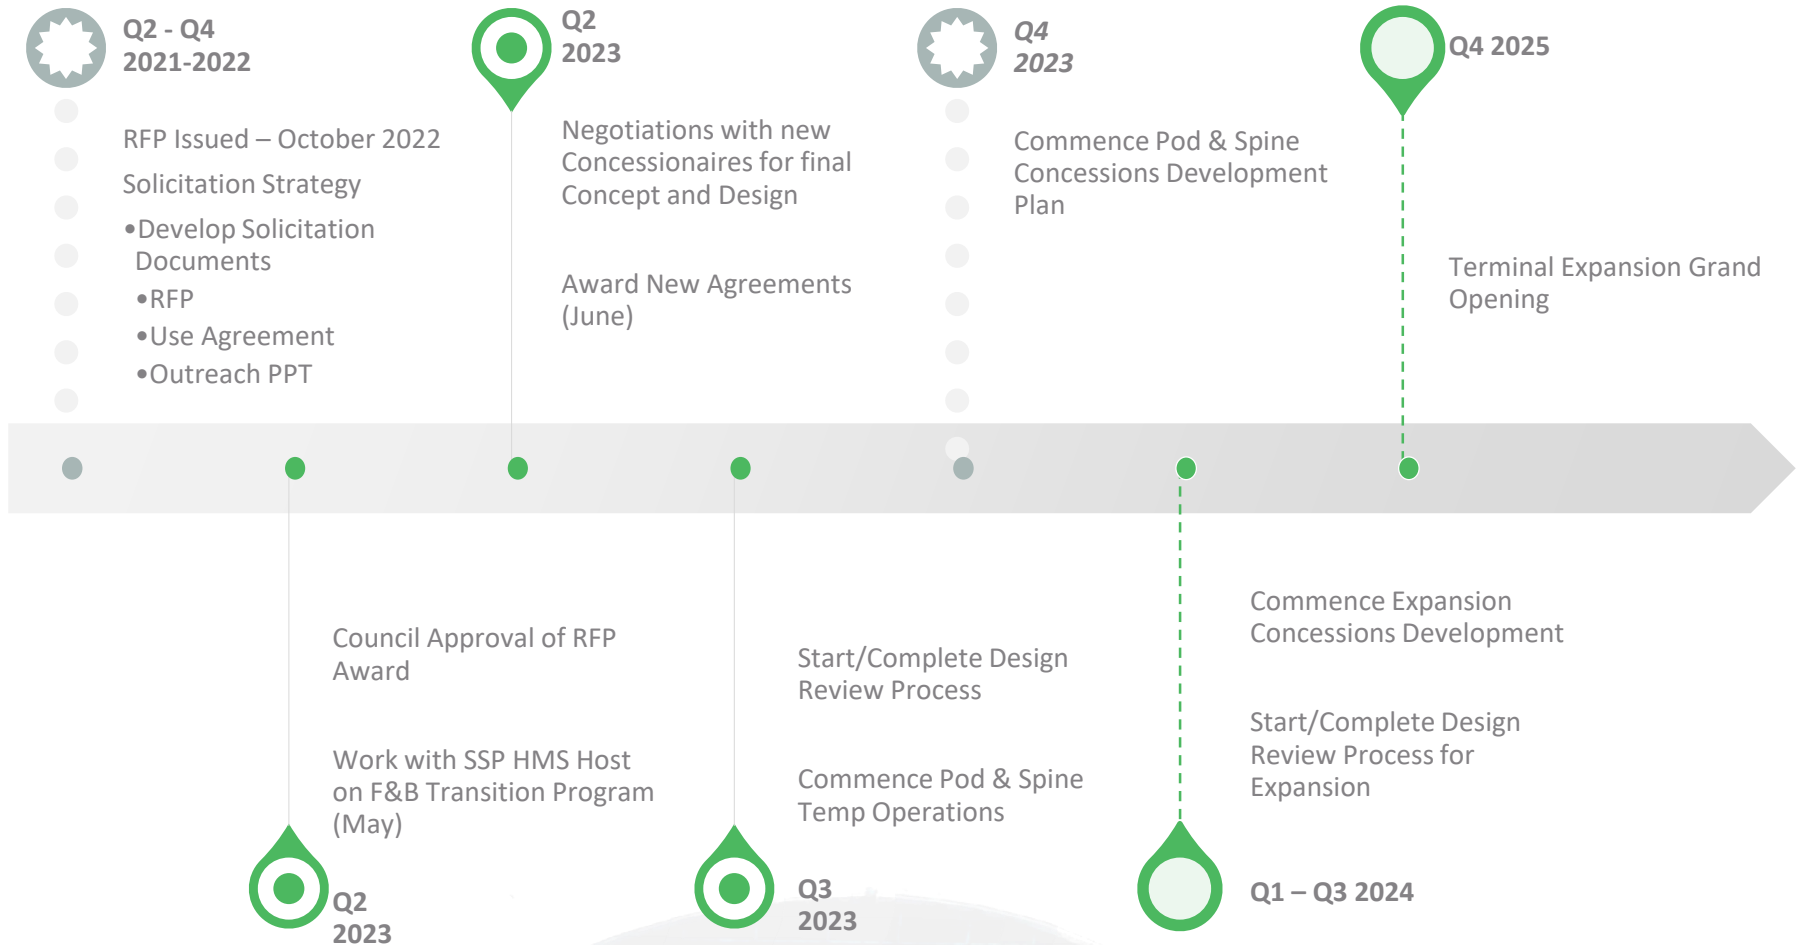 Q2 - Q4
2021-2022
RFP Issued – October 2022
Solicitation Strategy
•Develop Solicitation
Documents
•RFP
•Use Agreement
•Outreach PPT
Q2
2023
Negotiations with new
Concessionaires for final
Concept and Design
Award New Agreements
(June)
Q4
2023
Commence Pod & Spine
Concessions Development
Plan
Q4 2025
Terminal Expansion Grand
Opening
Council Approval of RFP
Award
Work with SSP HMS Host
on F&B Transition Program
(May)
Q2
2023
Start/Complete Design
Review Process
Commence Pod & Spine
Temp Operations
Q3
2023
Commence Expansion
Concessions Development
Start/Complete Design
Review Process for
Expansion
Q1 – Q3 2024